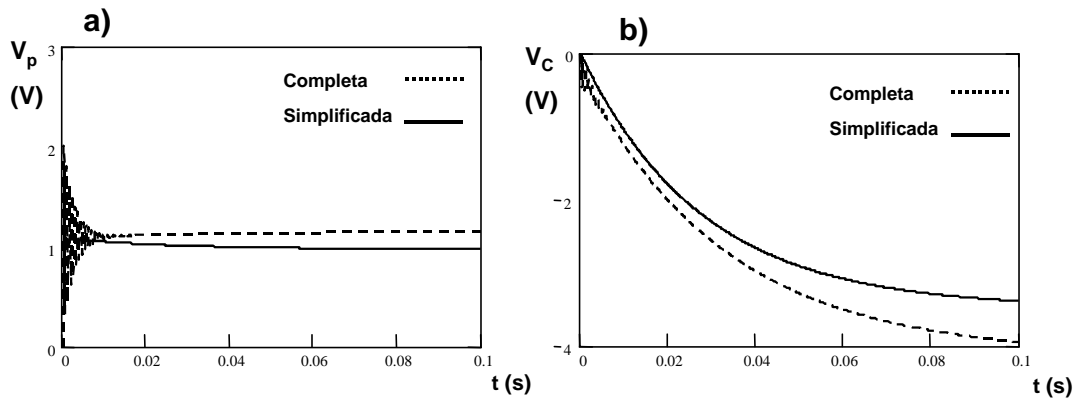 a)
V_p
(V)
3
2
1
0
Completa
Simplificada
0
0.02
0.04
0.06
0.08
0.1
t (s)
b)
V_C
(V)
0
−2
−4
Completa
Simplificada
0
0.02
0.04
0.06
0.08
0.1
t (s)